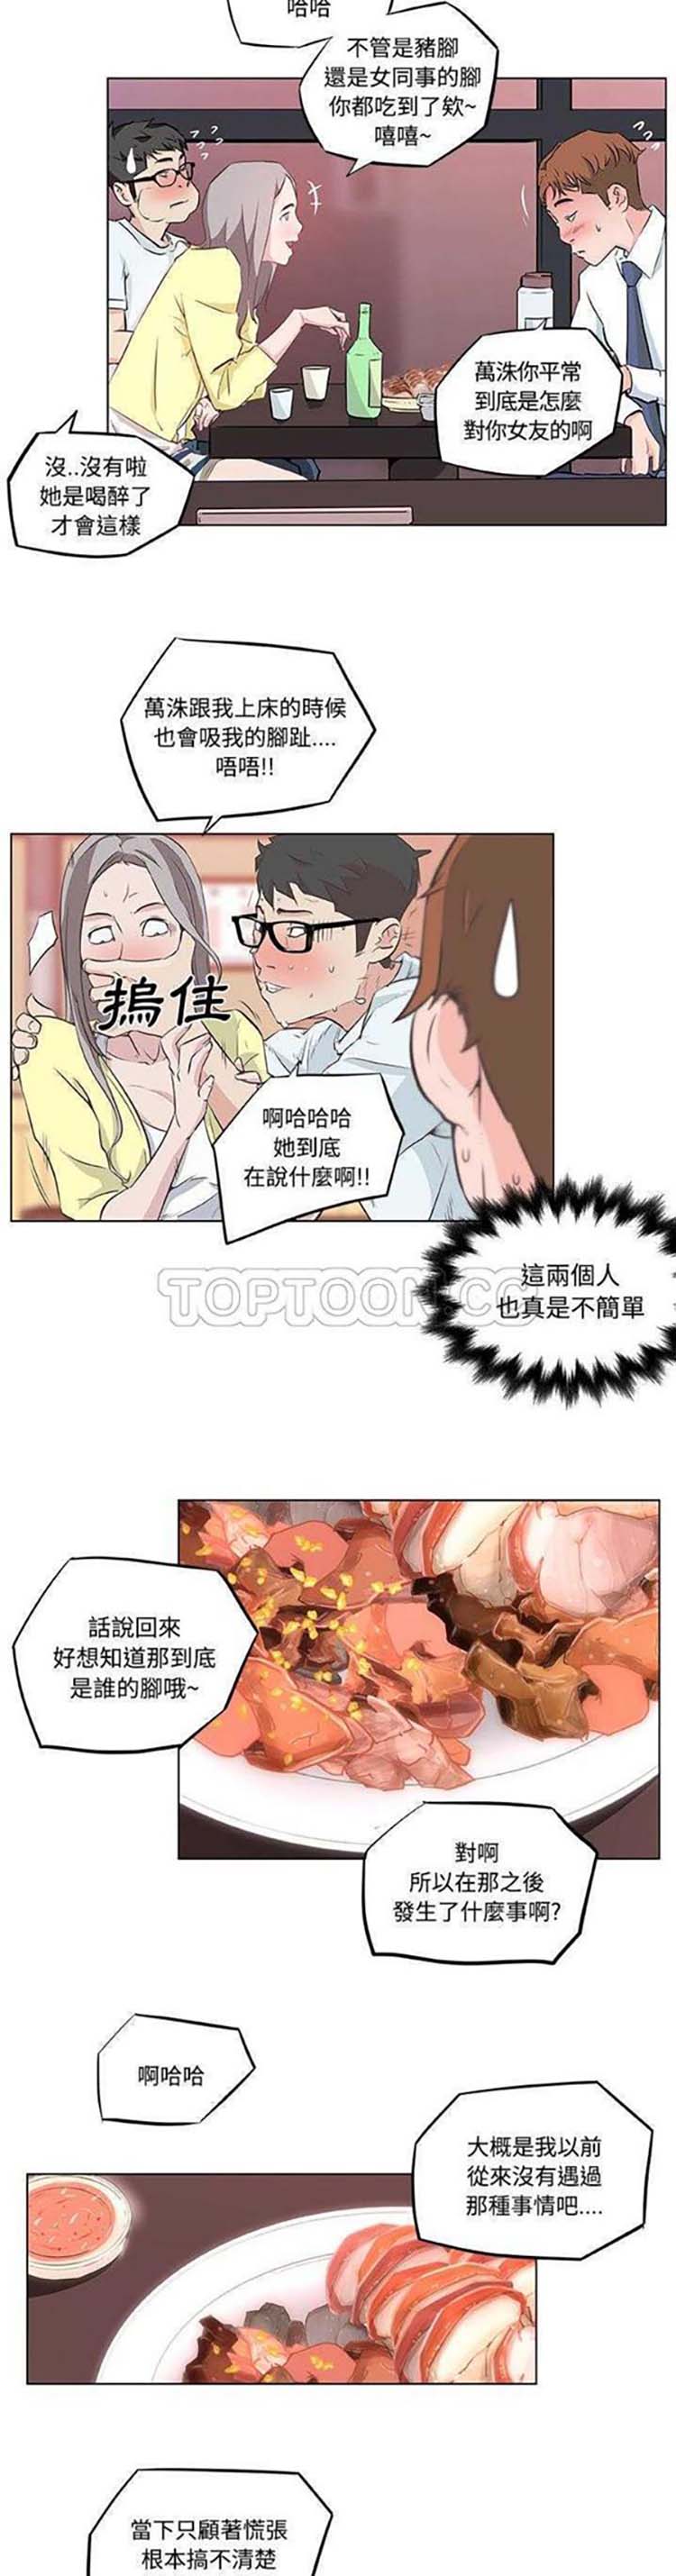 哈哈
不管是豬腳
還是女同事的腳
你都吃到了欸~
嘻嘻~
萬洙你平常
到底是怎麼
對你女友的啊
沒..沒有啦
她是喝醉了
才會這樣
萬洙跟我上床的時候
也會吸我的腳趾....
唔唔!!
摀住
啊哈哈哈
她到底
在說什麼啊!!
這兩個人
也真是不簡單
TOPTOON.CC
話說回來
好想知道那到底
是誰的腳哦~
對啊
所以在那之後
發生了什麼事啊?
啊哈哈
大概是我以前
從來沒有遇過
那種事情吧....
當下只顧著慌張
根本搞不清楚